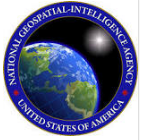 NATIONAL GEOSPATIAL-INTELLIGENCE AGENCY
UNITED STATES OF AMERICA